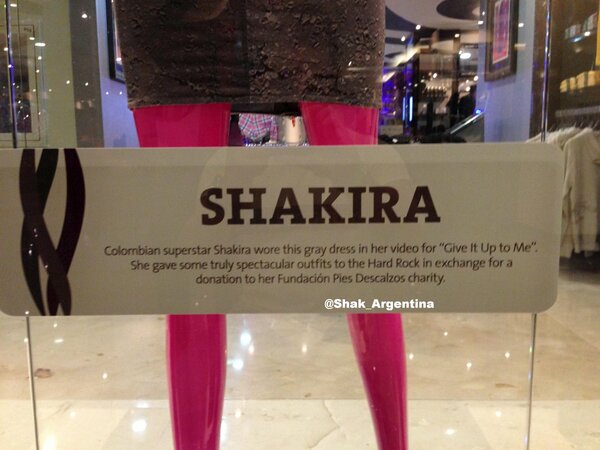 SHAKIRA
Colombian superstar Shakira wore this gray dress in her video for "Give It Up to Me".
She gave some truly spectacular outfits to the Hard Rock in exchange for a
donation to her Fundación Pies Descalzos charity.
@Shak_Argentina